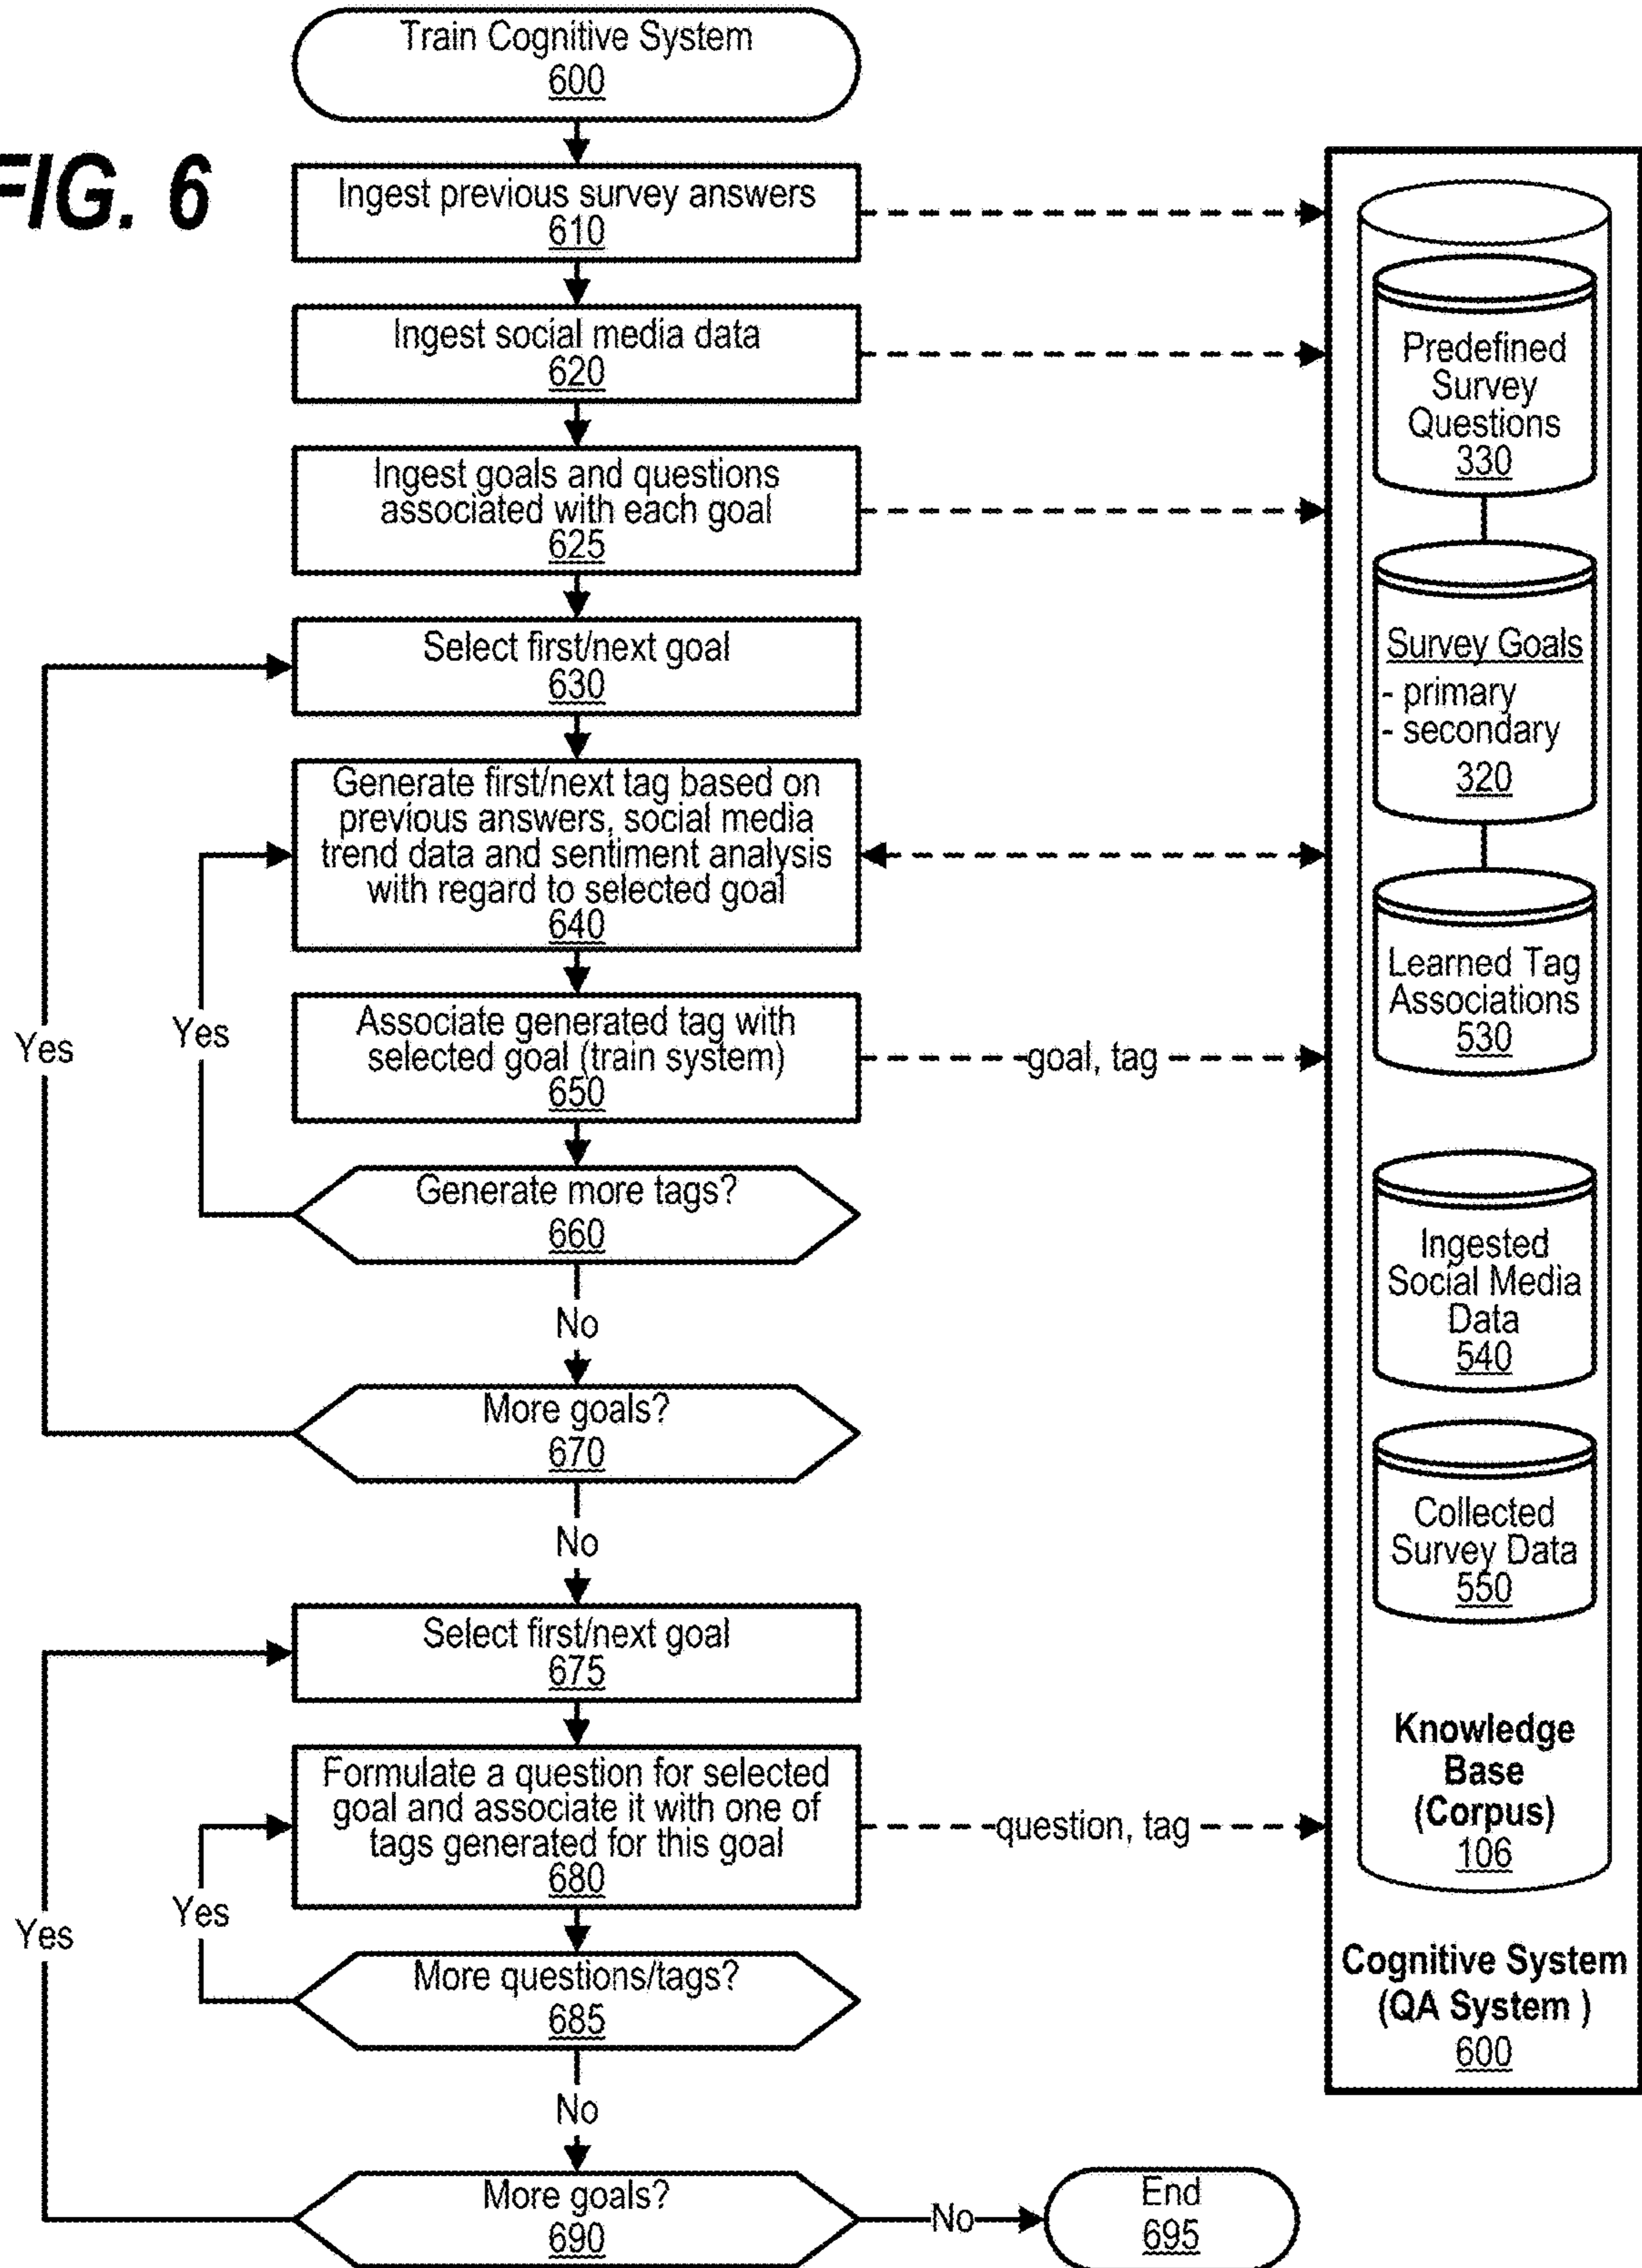 FIG. 6
Train Cognitive System
600
Ingest previous survey answers
610
Ingest social media data
620
Ingest goals and questions
associated with each goal
625
Select first/next goal
630
Generate first/next tag based on
previous answers, social media
trend data and sentiment analysis
with regard to selected goal
640
Yes
Yes
Associate generated tag with
selected goal (train system)
650
goal, tag
Generate more tags?
660
No
More goals?
670
No
Select first/next goal
675
Formulate a question for selected
goal and associate it with one of
tags generated for this goal
680
question, tag
Yes
Yes
More questions/tags?
685
No
More goals?
690
No
End
695
Predefined
Survey
Questions
330
Survey Goals
- primary
- secondary
320
Learned Tag
Associations
530
Ingested
Social Media
Data
540
Collected
Survey Data
550
Knowledge
Base
(Corpus)
106
Cognitive System
(QA System )
600